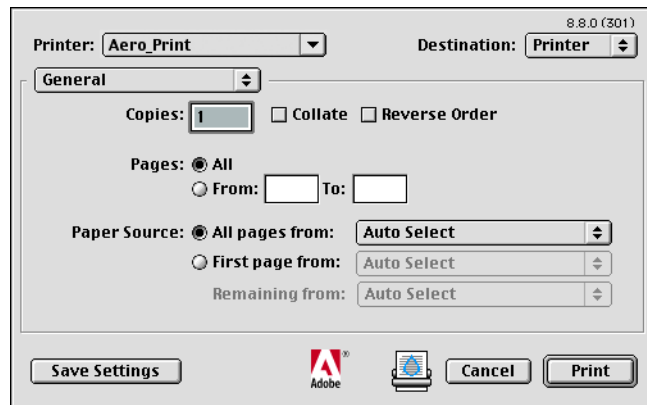 8.8.0 (301)
Printer: Aero_Print Destination: Printer
General
Copies: 1 Collate Reverse Order
Pages: All
From: To:
Paper Source: All pages from: Auto Select
First page from: Auto Select
Remaining from: Auto Select
Save Settings Adobe ® Cancel Print